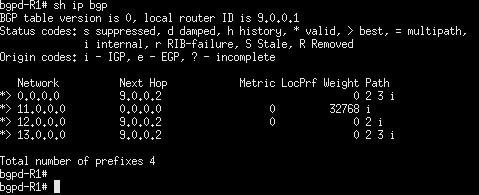 bgpd-R1# sh ip bgp
BGP table version is 0, local router ID is 9.0.0.1
Status codes: s suppressed, d damped, h history, * valid, > best, = multipath,
              i internal, r RIB-failure, S Stale, R Removed
Origin codes: i - IGP, e - EGP, ? - incomplete

   Network          Next Hop            Metric LocPrf Weight Path
*> 0.0.0.0          9.0.0.2                                0 2 3 i
*> 11.0.0.0         0.0.0.0                  0         32768 i
*> 12.0.0.0         9.0.0.2                  0             0 2 i
*> 13.0.0.0         9.0.0.2                                0 2 3 i

Total number of prefixes 4
bgpd-R1#
bgpd-R1#